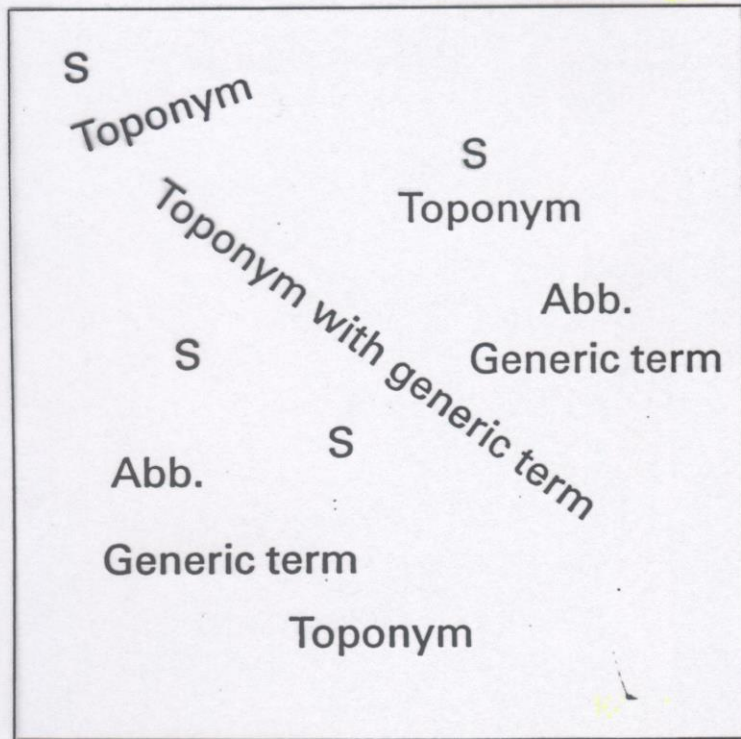 S
Toponym
S
Toponym
Toponym with generic term
Abb.
Generic term
S
S
Abb.
Generic term
Toponym